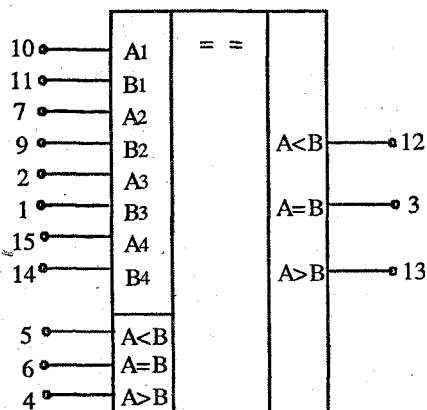 10 A1 = =
11 B1
7 A2
9 B2 A<B 12
2 A3
1 B3 A=B 3
15 A4
14 B4 A>B 13
5 A<B
6 A=B
4 A>B